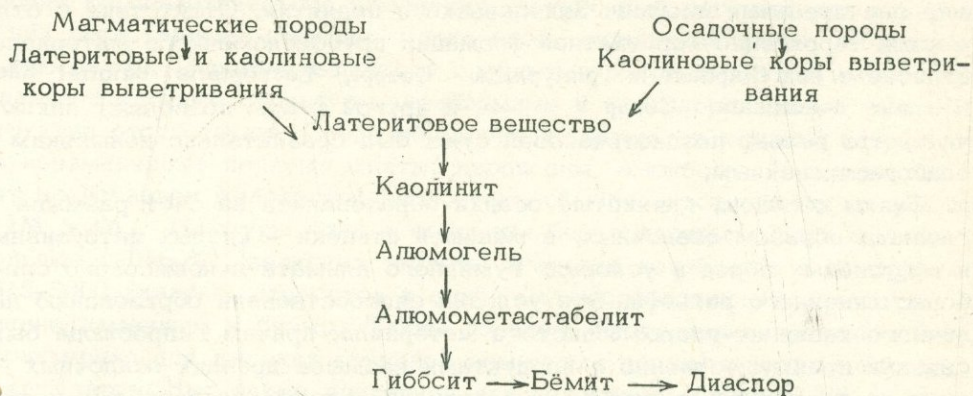 Магматические породы
Осадочные породы
Латеритовые и каолиновые
коры выветривания
Каолиновые коры выветри-
вания
Латеритовое вещество
Каолинит
Алюмогель
Алюмометастабелит
Гиббсит → Бёмит → Диаспор